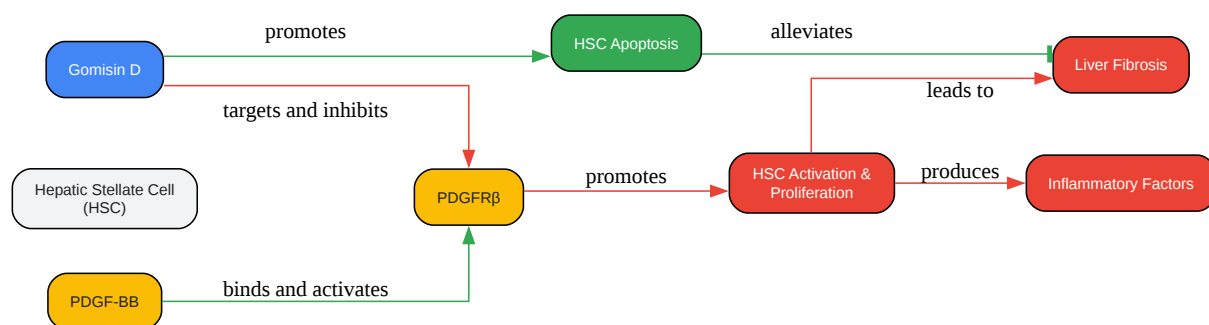 promotes
HSC Apoptosis
alleviates
Gomisin D
Liver Fibrosis
targets and inhibits
leads to
Hepatic Stellate Cell
(HSC)
PDGFRβ
promotes
HSC Activation &
Proliferation
produces
Inflammatory Factors
PDGF-BB
binds and activates